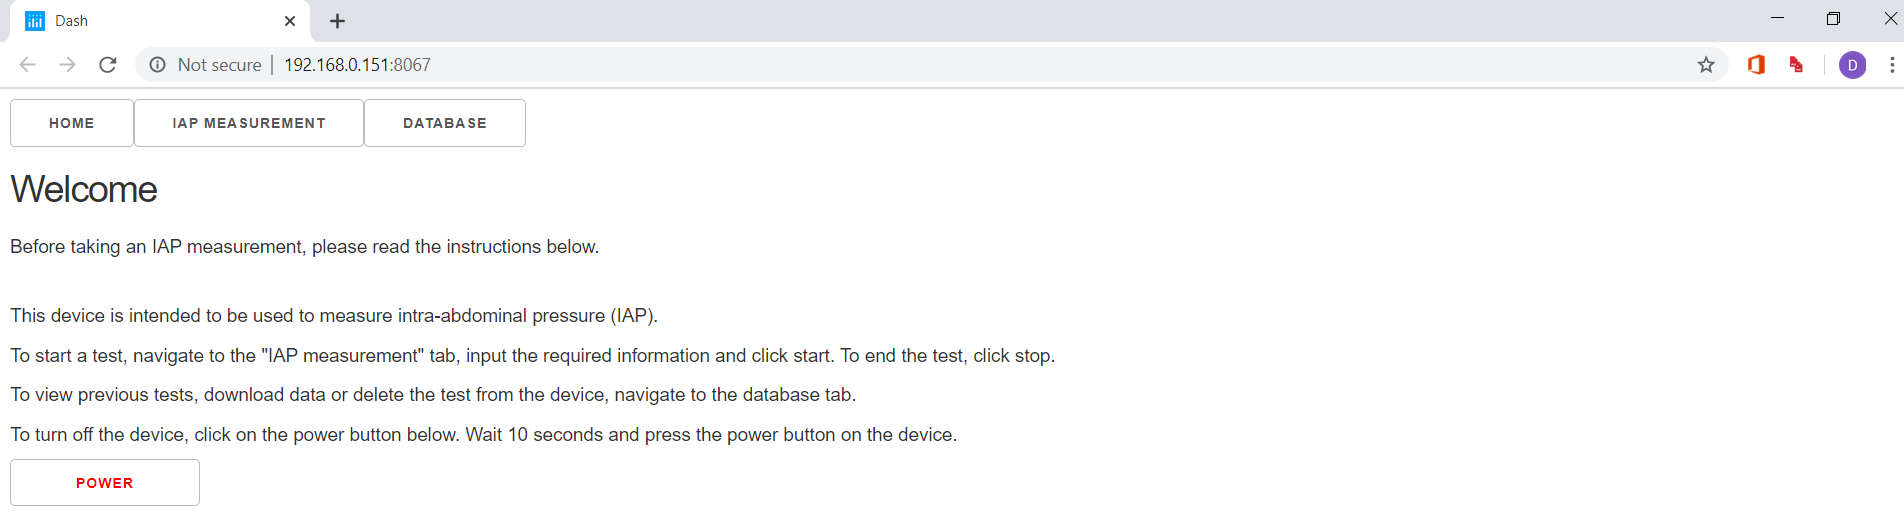 Dash
Not secure | 192.168.0.151:8067
D
HOME IAP MEASUREMENT DATABASE
Welcome
Before taking an IAP measurement, please read the instructions below.
This device is intended to be used to measure intra-abdominal pressure (IAP).
To start a test, navigate to the "IAP measurement" tab, input the required information and click start. To end the test, click stop.
To view previous tests, download data or delete the test from the device, navigate to the database tab.
To turn off the device, click on the power button below. Wait 10 seconds and press the power button on the device.
POWER